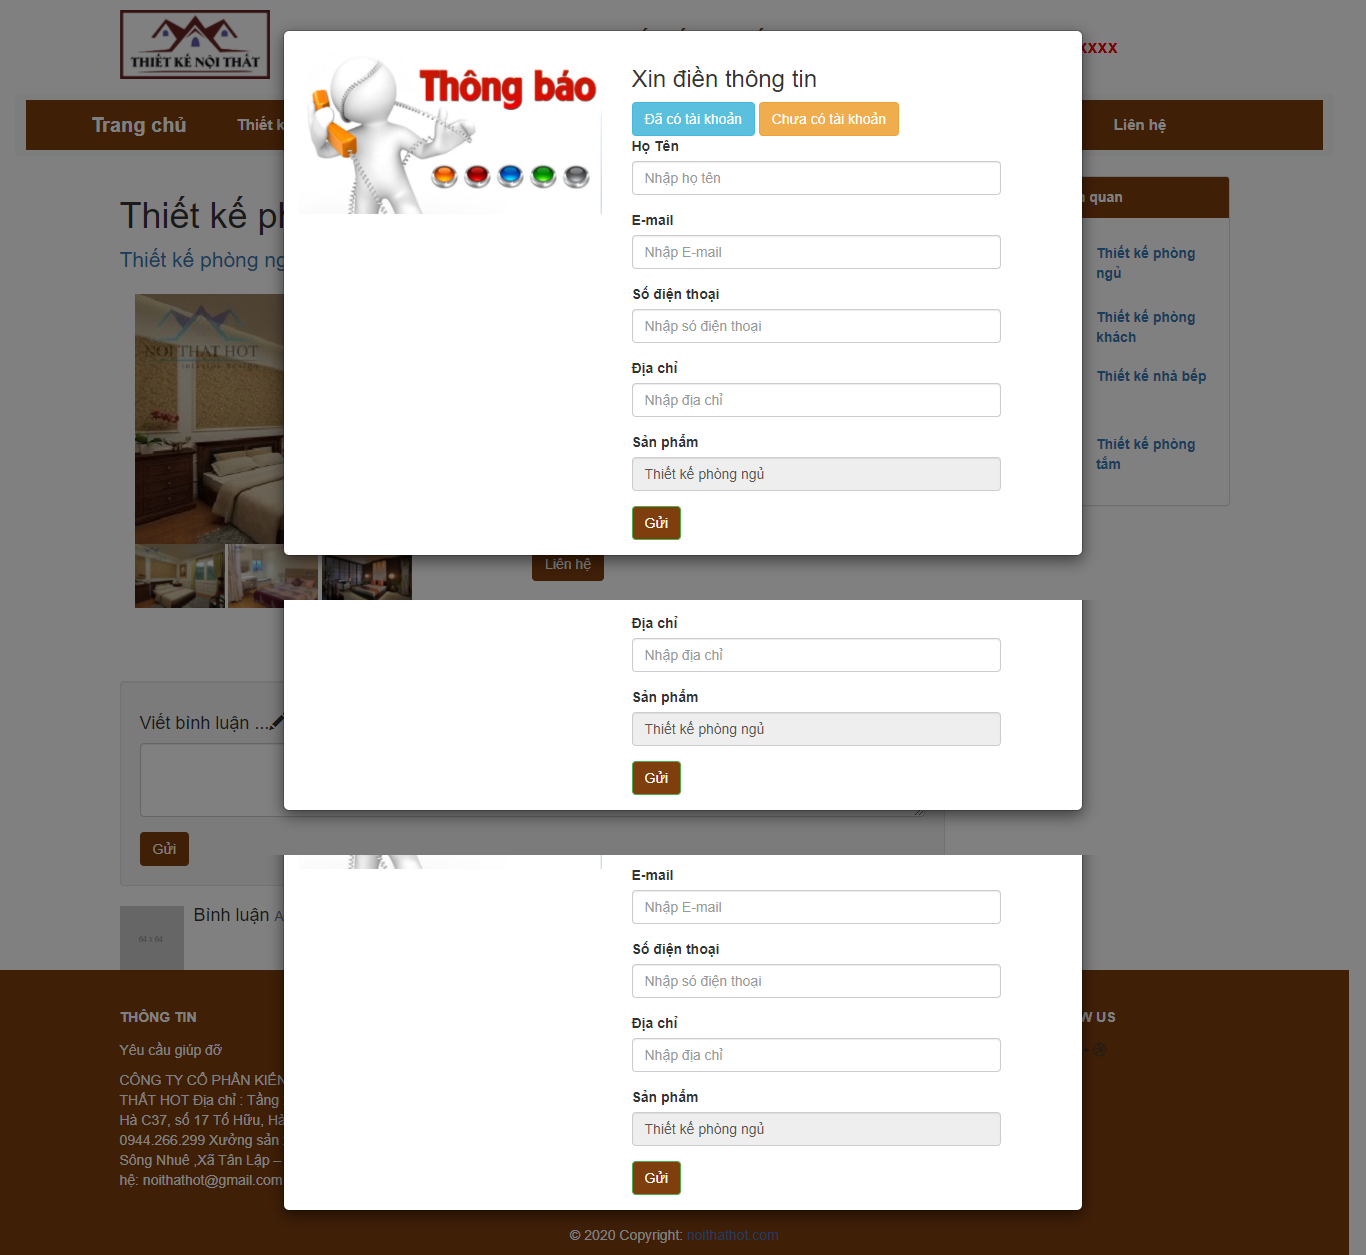 THIẾT KẾ NỘI THẤT
xxxx
Trang chủ
Thiết k
Liên hệ
Thông báo
Xin điền thông tin
Đã có tài khoản
Chưa có tài khoản
Họ Tên
Nhập họ tên
E-mail
Nhập E-mail
Số điện thoại
Nhập só điện thoại
Địa chỉ
Nhập địa chỉ
Sản phẩm
Thiết kế phòng ngủ
Gửi
Thiết kế ph
Thiết kế phòng ng
NOI THAT HOT
interior design
quan
Thiết kế phòng
ngủ
Thiết kế phòng
khách
Thiết kế nhà bếp
Thiết kế phòng
tắm
Liên hệ
Địa chỉ
Nhập địa chỉ
Sản phẩm
Thiết kế phòng ngủ
Gửi
Viết bình luận ...
Gửi
64 x 64
Bình luận A
E-mail
Nhập E-mail
Số điện thoại
Nhập só điện thoại
Địa chỉ
Nhập địa chỉ
Sản phẩm
Thiết kế phòng ngủ
Gửi
THÔNG TIN
Yêu cầu giúp đỡ
CÔNG TY CỔ PHẦN KIẾN
THẤT HOT Địa chỉ : Tầng
Hà C37, số 17 Tố Hữu, Hà
0944.266.299 Xưởng sản
Sông Nhuê ,Xã Tân Lập –
hệ: noithathot@gmail.com
W US
© 2020 Copyright: noithathot.com